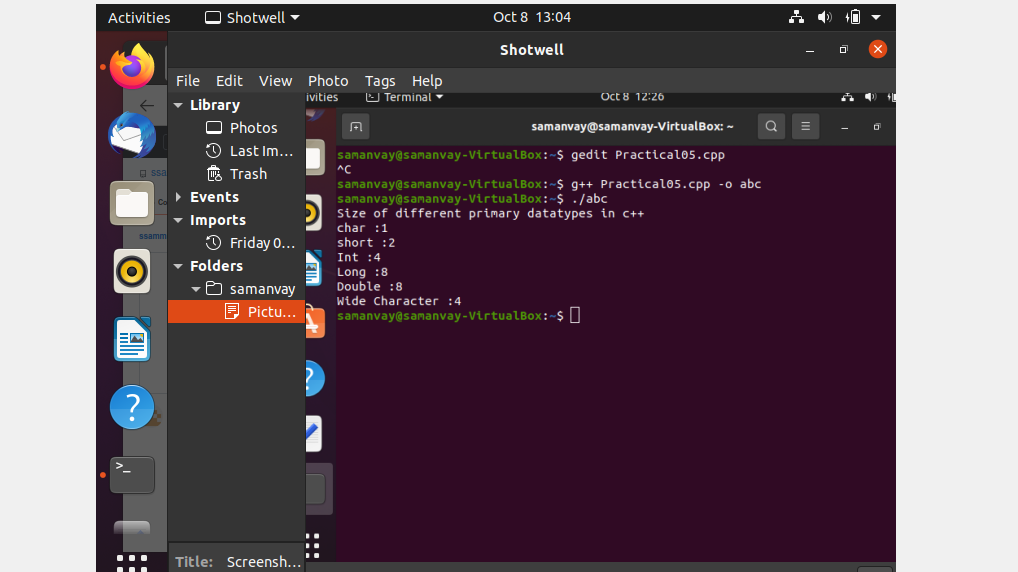 Activities Shotwell Oct 8 13:04
Shotwell
File Edit View Photo Tags Help
Library
Photos
Last Im...
Trash
Events
Imports
Friday 0...
Folders
samanvay
Pictu...
Title: Screensh...
ivities Terminal Oct 8 12:26
samanvay@samanvay-VirtualBox: ~
samanvay@samanvay-VirtualBox:~$ gedit Practical05.cpp
^C
samanvay@samanvay-VirtualBox:~$ g++ Practical05.cpp -o abc
samanvay@samanvay-VirtualBox:~$ ./abc
Size of different primary datatypes in c++
char :1
short :2
Int :4
Long :8
Double :8
Wide Character :4
samanvay@samanvay-VirtualBox:~$